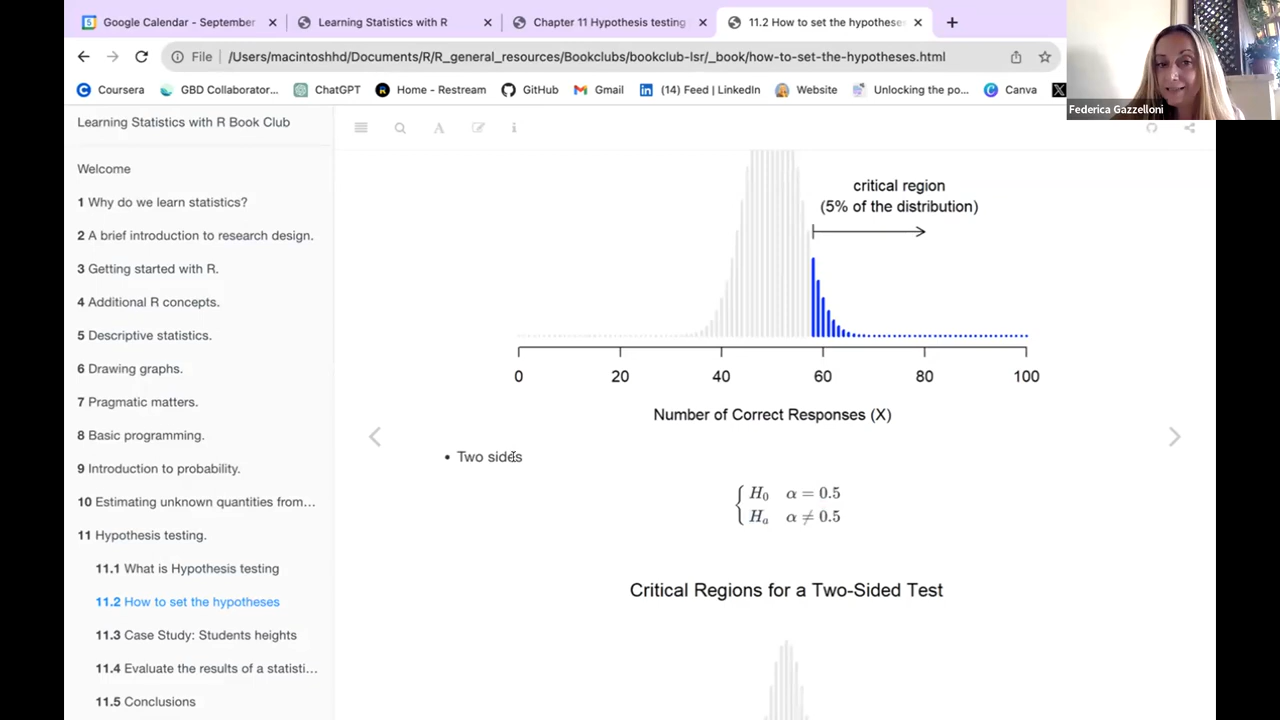 Google Calendar - September
Learning Statistics with R
Chapter 11 Hypothesis testing
11.2 How to set the hypotheses
File
/Users/macintoshhd/Documents/R/R_general_resources/Bookclubs/bookclub-lsr/_book/how-to-set-the-hypotheses.html
Coursera
GBD Collaborator...
ChatGPT
Home - Restream
GitHub
Gmail
(14) Feed | LinkedIn
Website
Unlocking the po...
Canva
Federica Gazzelloni
Learning Statistics with R Book Club
Welcome
1 Why do we learn statistics?
2 A brief introduction to research design.
3 Getting started with R.
4 Additional R concepts.
5 Descriptive statistics.
6 Drawing graphs.
7 Pragmatic matters.
8 Basic programming.
9 Introduction to probability.
10 Estimating unknown quantities from...
11 Hypothesis testing.
11.1 What is Hypothesis testing
11.2 How to set the hypotheses
11.3 Case Study: Students heights
11.4 Evaluate the results of a statisti...
11.5 Conclusions
critical region
(5% of the distribution)
0 20 40 60 80 100
Number of Correct Responses (X)
• Two sides
H₀ α = 0.5
Hₐ α ≠ 0.5
Critical Regions for a Two-Sided Test